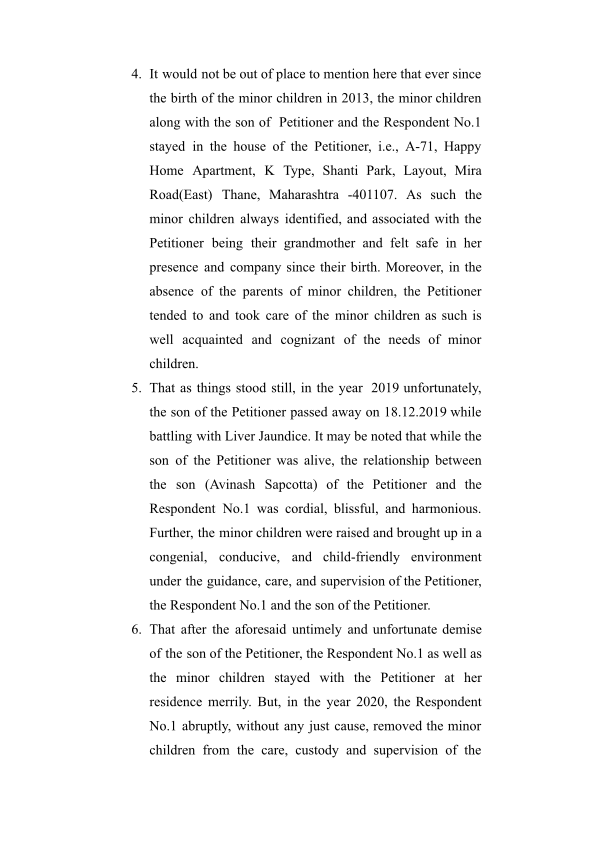 4. It would not be out of place to mention here that ever since
the birth of the minor children in 2013, the minor children
along with the son of Petitioner and the Respondent No.1
stayed in the house of the Petitioner, i.e., A-71, Happy
Home Apartment, K Type, Shanti Park, Layout, Mira
Road(East) Thane, Maharashtra -401107. As such the
minor children always identified, and associated with the
Petitioner being their grandmother and felt safe in her
presence and company since their birth. Moreover, in the
absence of the parents of minor children, the Petitioner
tended to and took care of the minor children as such is
well acquainted and cognizant of the needs of minor
children.
5. That as things stood still, in the year 2019 unfortunately,
the son of the Petitioner passed away on 18.12.2019 while
battling with Liver Jaundice. It may be noted that while the
son of the Petitioner was alive, the relationship between
the son (Avinash Sapcotta) of the Petitioner and the
Respondent No.1 was cordial, blissful, and harmonious.
Further, the minor children were raised and brought up in a
congenial, conducive, and child-friendly environment
under the guidance, care, and supervision of the Petitioner,
the Respondent No.1 and the son of the Petitioner.
6. That after the aforesaid untimely and unfortunate demise
of the son of the Petitioner, the Respondent No.1 as well as
the minor children stayed with the Petitioner at her
residence merrily. But, in the year 2020, the Respondent
No.1 abruptly, without any just cause, removed the minor
children from the care, custody and supervision of the